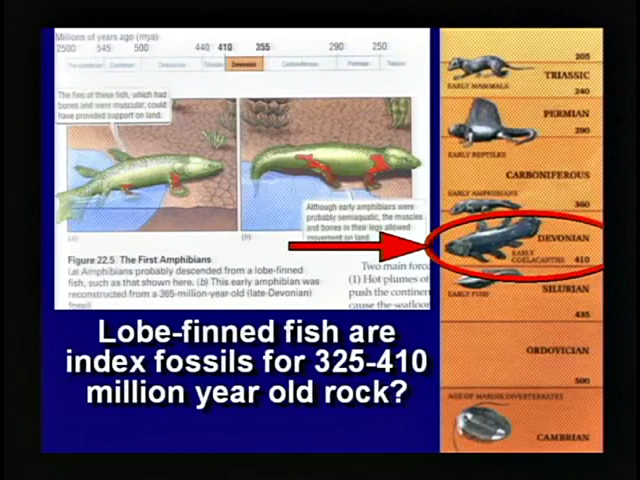 Millions of years ago (mya)
2500 545 500 440 410 355 290 250
Devonian
The fins of these fish, which had
bones and were muscular, could
have provided support on land.
Although early amphibians were
probably semiaquatic, the muscles
and bones in their legs allowed
movement on land.
(a)
(b)
Figure 22.5 The First Amphibians
(a) Amphibians probably descended from a lobe-finned
fish, such as that shown here. (b) This early amphibian was
reconstructed from a 365-million-year-old (late-Devonian)
fossil
Two main forc
(1) Hot plumes of
push the continen
cause the seafloor
Lobe-finned fish are
index fossils for 325-410
million year old rock?
205
TRIASSIC
EARLY MAMMALS
240
PERMIAN
290
EARLY REPTILES
CARBONIFEROUS
EARLY AMPHIBIANS
360
DEVONIAN
EARLY
COELACANTHS
410
EARLY FISH
SILURIAN
435
ORDOVICIAN
500
AGE OF MARINE INVERTEBRATES
CAMBRIAN